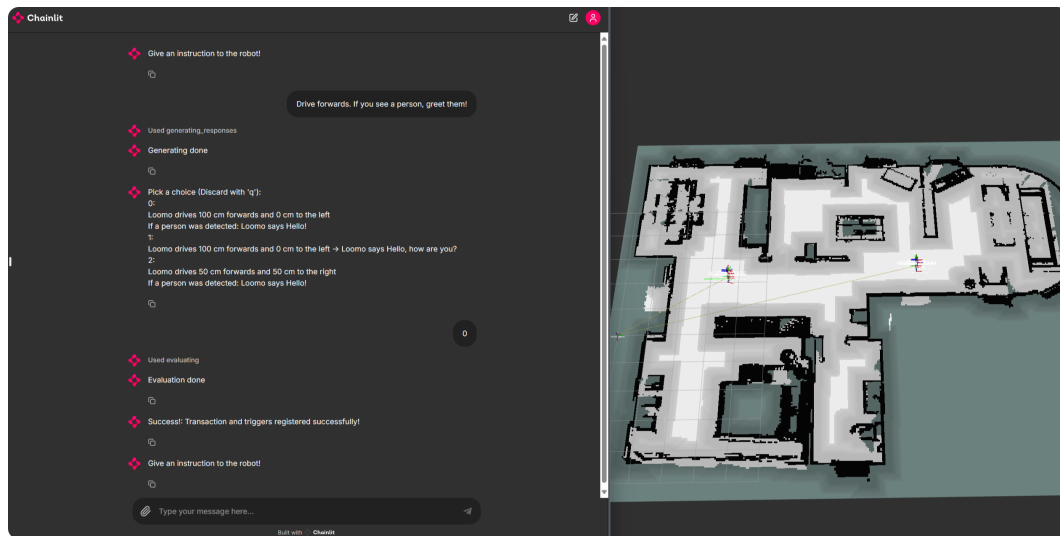 Chainlit
Give an instruction to the robot!
Drive forwards. If you see a person, greet them!
Used generating_responses
Generating done
Pick a choice (Discard with 'q'):
0:
Loomo drives 100 cm forwards and 0 cm to the left
If a person was detected: Loomo says Hello!
1:
Loomo drives 100 cm forwards and 0 cm to the left → Loomo says Hello, how are you?
2:
Loomo drives 50 cm forwards and 50 cm to the right
If a person was detected: Loomo says Hello!
0
Used evaluating
Evaluation done
Success!: Transaction and triggers registered successfully!
Give an instruction to the robot!
Type your message here...
Built with Chainlit